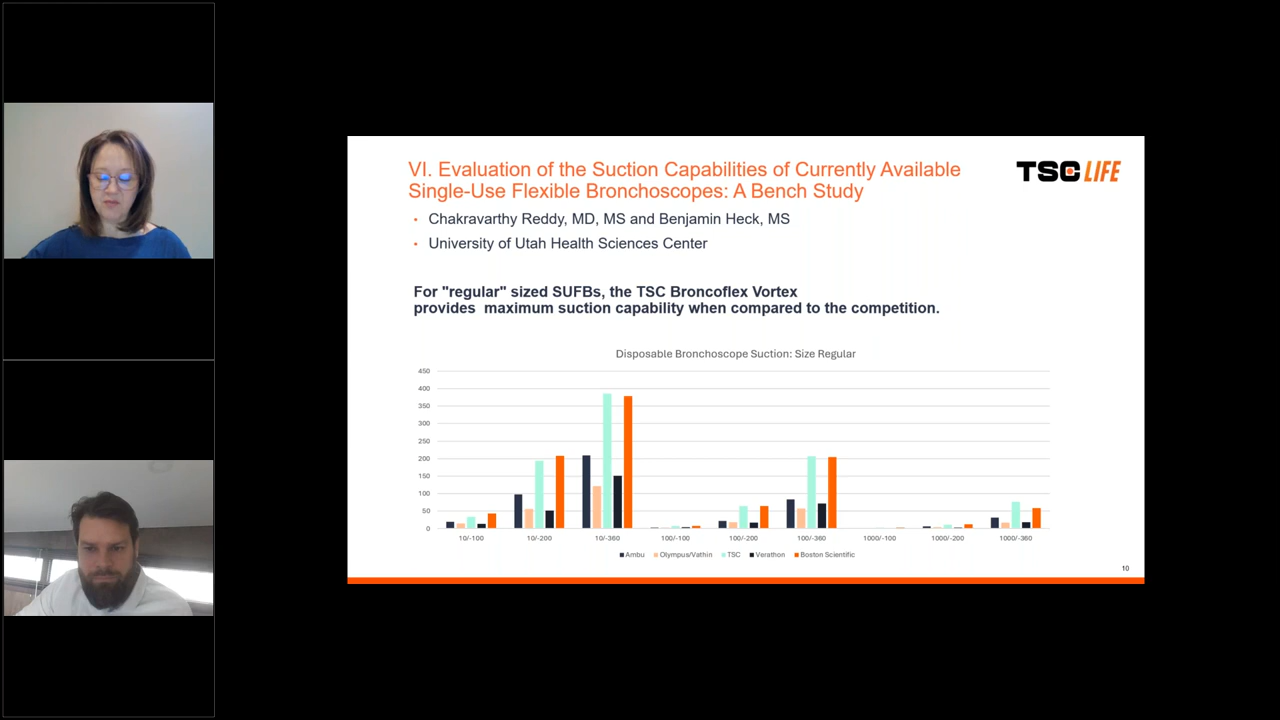 VI. Evaluation of the Suction Capabilities of Currently Available
Single-Use Flexible Bronchoscopes: A Bench Study
TSC LIFE
• Chakravarthy Reddy, MD, MS and Benjamin Heck, MS
• University of Utah Health Sciences Center
For "regular" sized SUFBs, the TSC Broncoflex Vortex
provides maximum suction capability when compared to the competition.
Disposable Bronchoscope Suction: Size Regular
450
400
350
300
250
200
150
100
50
0
10/-100 10/-200 10/-360 100/-100 100/-200 100/-360 1000/-100 1000/-200 1000/-360
Ambu Olympus/Vathin TSC Verathon Boston Scientific
10